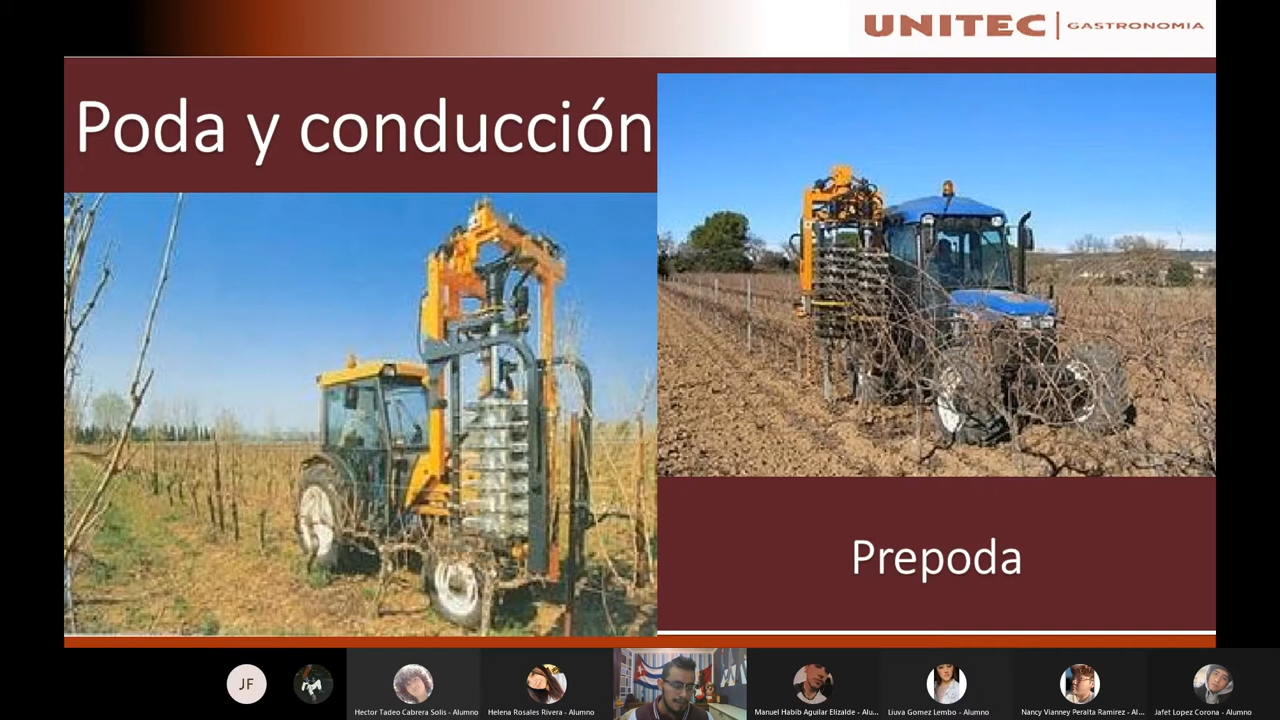 UNITEC | GASTRONOMIA
Poda y conducción
Prepoda
JF
Hector Tadeo Cabrera Solis - Alumno
Helena Rosales Rivera - Alumno
Manuel Habib Aguilar Elizalde - Alu...
Liuva Gomez Lembo - Alumno
Nancy Vianney Peralta Ramirez - Al...
Jafet Lopez Corona - Alumno